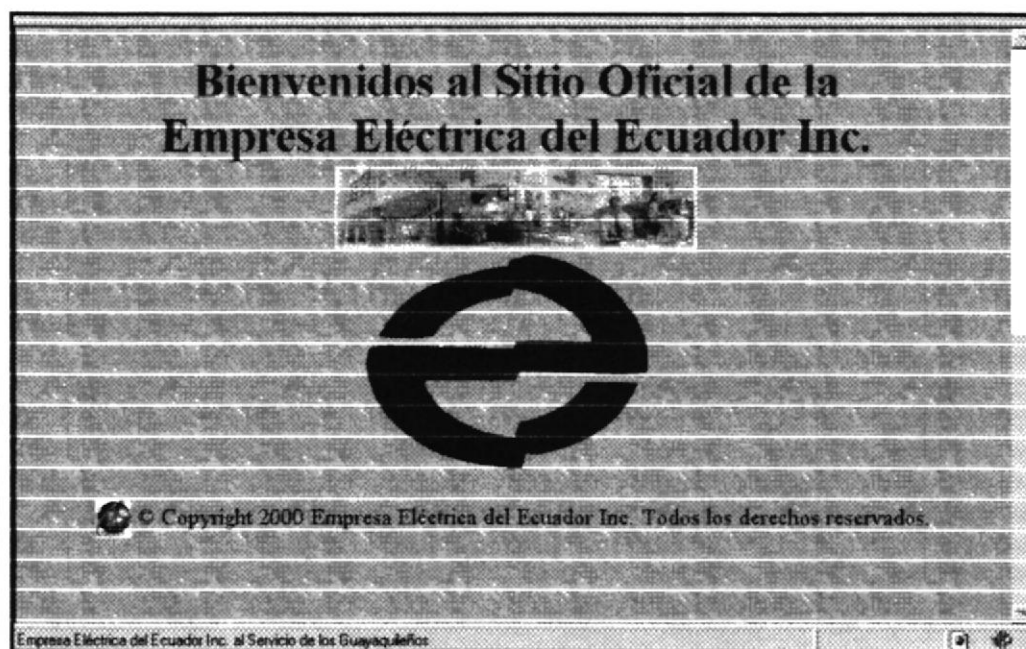 Bienvenidos al Sitio Oficial de la
Empresa Eléctrica del Ecuador Inc.
© Copyright 2000 Empresa Eléctrica del Ecuador Inc. Todos los derechos reservados.
Empresa Eléctrica del Ecuador Inc. al Servicio de los Guayaquileños